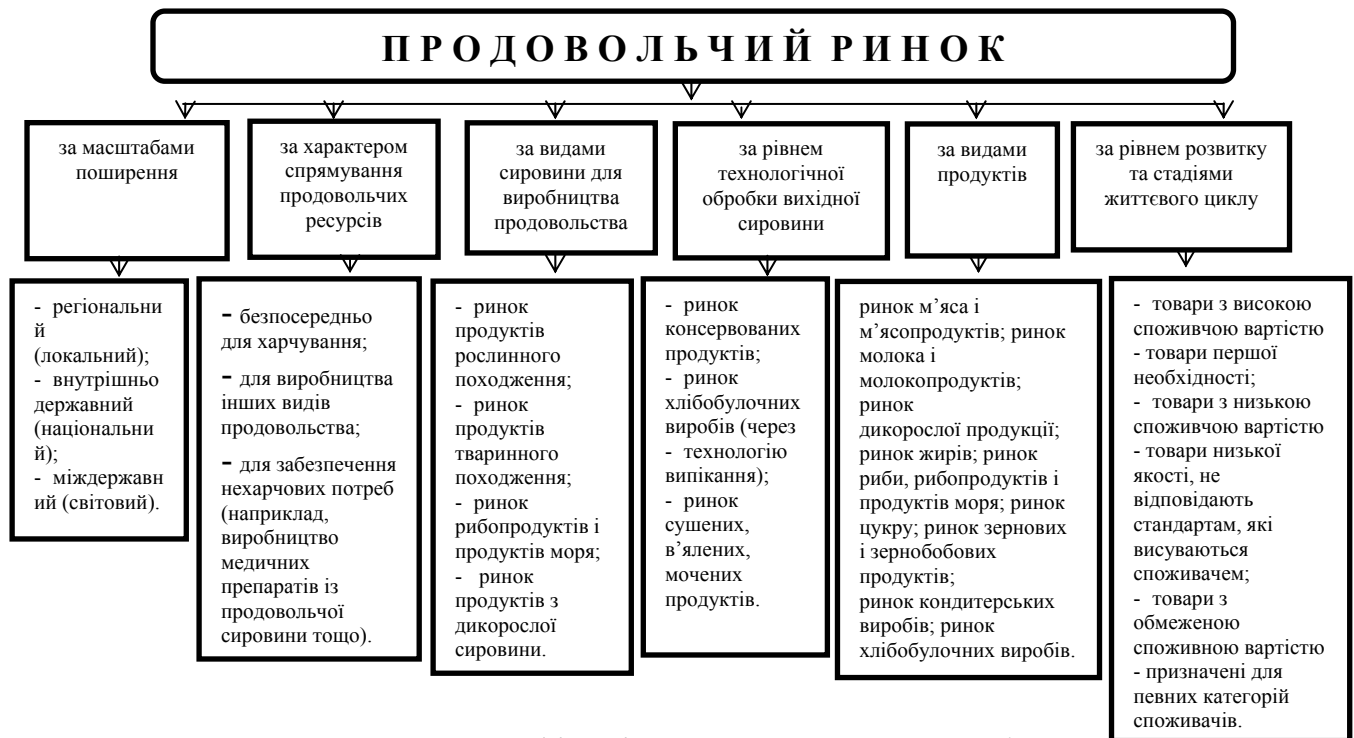 П Р О Д О В О Л Ь Ч И Й  Р И Н О К
за масштабами
поширення
за характером
спрямування
продовольчих
ресурсів
за видами
сировини для
виробництва
продовольства
за рівнем
технологічної
обробки вихідної
сировини
за видами
продуктів
за рівнем розвитку
та стадіями
життєвого циклу
- регіональни
й
(локальний);
- внутрішньо
державний
(національни
й);
- міждержавн
ий (світовий).
- безпосередньо
для харчування;
- для виробництва
інших видів
продовольства;
- для забезпечення
нехарчових потреб
(наприклад,
виробництво
медичних
препаратів із
продовольчої
сировини тощо).
- ринок
продуктів
рослинного
походження;
- ринок
продуктів
тваринного
походження;
- ринок
рибопродуктів і
продуктів моря;
- ринок
продуктів з
дикорослої
сировини.
- ринок
консервованих
продуктів;
- ринок
хлібобулочних
виробів (через
- технологію
випікання);
- ринок
сушених,
в’ялених,
мочених
продуктів.
ринок м’яса і
м’ясопродуктів; ринок
молока і
молокопродуктів;
ринок
дикорослої продукції;
ринок жирів; ринок
риби, рибопродуктів і
продуктів моря; ринок
цукру; ринок зернових
і зернобобових
продуктів;
ринок кондитерських
виробів; ринок
хлібобулочних виробів.
- товари з високою
споживчою вартістю
- товари першої
необхідності;
- товари з низькою
споживчою вартістю
- товари низької
якості, не
відповідають
стандартам, які
висуваються
споживачем;
- товари з
обмеженою
споживною вартістю
- призначені для
певних категорій
споживачів.